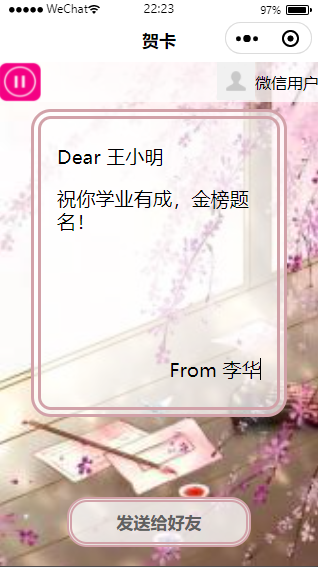 WeChat 22:23 97%
贺卡
微信用户
Dear 王小明
祝你学业有成，金榜题
名！
From 李华
发送给好友